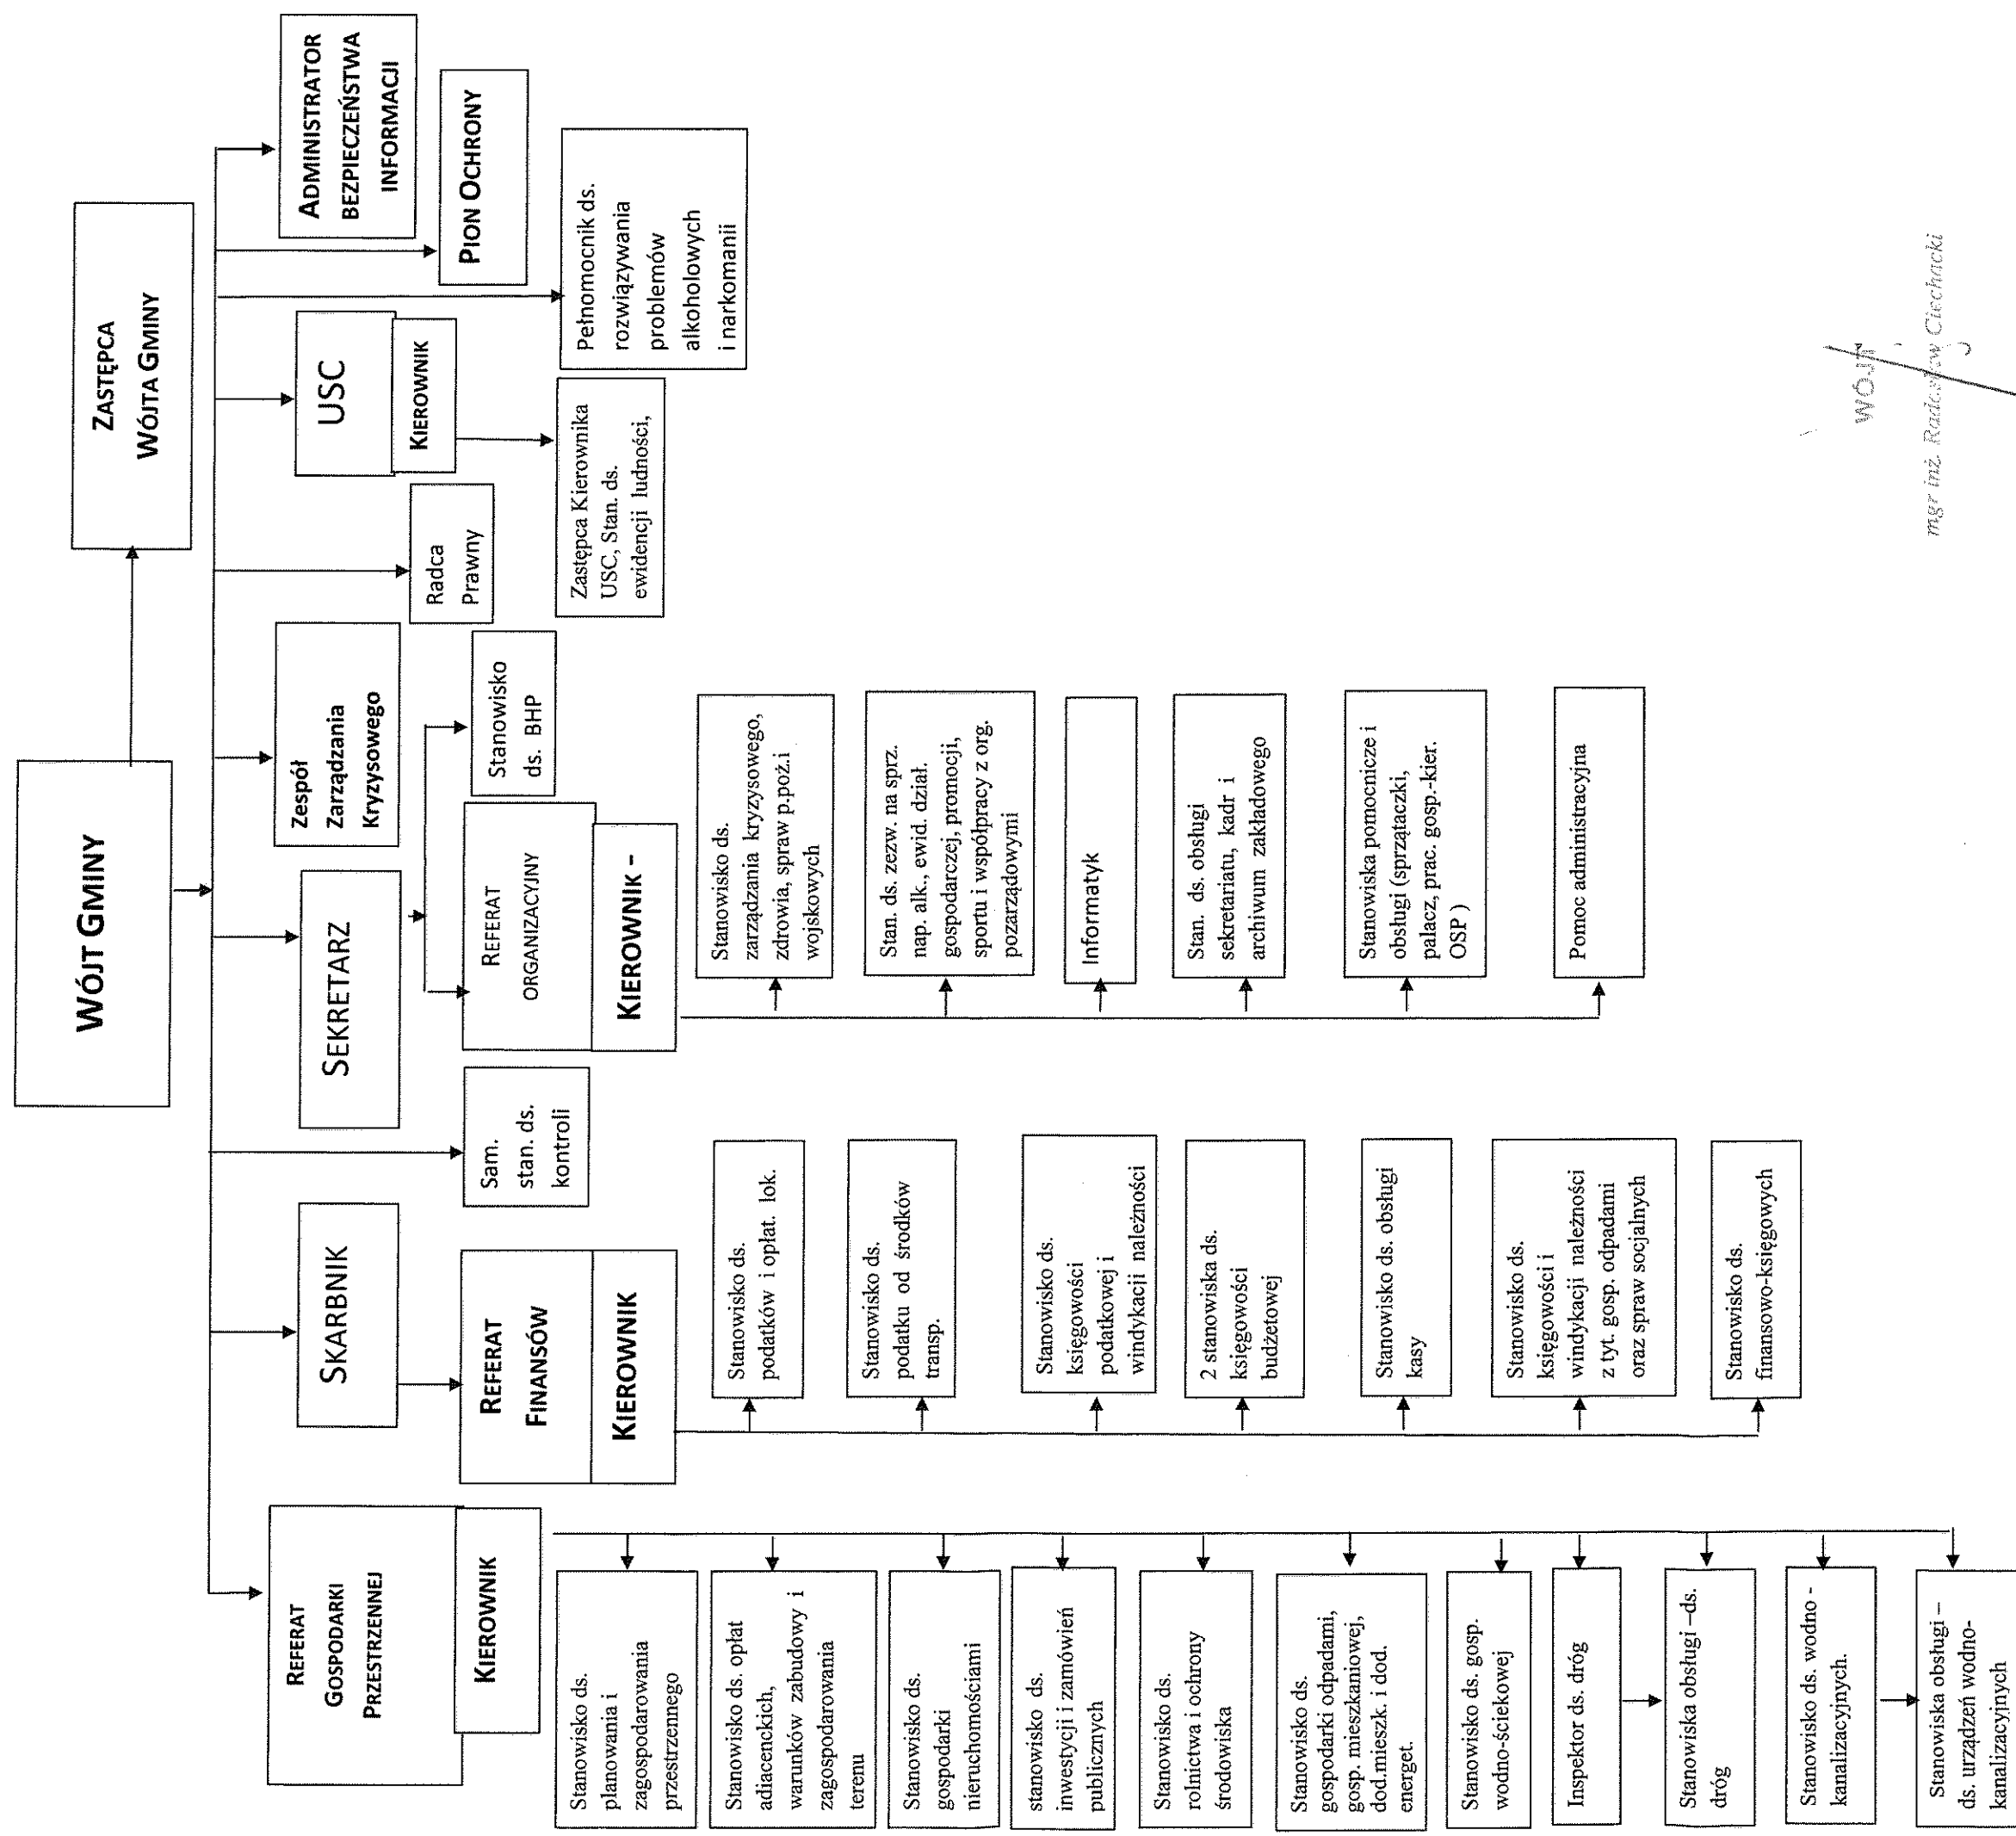 WÓJT GMINY
ZASTĘPCA
WÓJTA GMINY
REFERAT
GOSPODARKI
PRZESTRZENNEJ
KIEROWNIK
SKARBNIK
REFERAT
FINANSÓW
KIEROWNIK
Sam.
stan. ds.
kontroli
SEKRETARZ
REFERAT
ORGANIZACYJNY
KIEROWNIK -
Stanowisko
ds. BHP
Zespół
Zarządzania
Kryzysowego
Radca
Prawny
USC
KIEROWNIK
Zastępca Kierownika
USC, Stan. ds.
ewidencji ludności,
Pełnomocnik ds.
rozwiązywania
problemów
alkoholowych
i narkomanii
PION OCHRONY
ADMINISTRATOR
BEZPIECZEŃSTWA
INFORMACJI
Stanowisko ds.
planowania i
zagospodarowania
przestrzennego
Stanowisko ds. opłat
adiacenckich,
warunków zabudowy i
zagospodarowania
terenu
Stanowisko ds.
gospodarki
nieruchomościami
stanowisko ds.
inwestycji i zamówień
publicznych
Stanowisko ds.
rolnictwa i ochrony
środowiska
Stanowisko ds.
gospodarki odpadami,
gosp. mieszkaniowej,
dod.mieszk. i dod.
energet.
Stanowisko ds. gosp.
wodno-ściekowej
Inspektor ds. dróg
Stanowiska obsługi –ds.
dróg
Stanowisko ds. wodno -
kanalizacyjnych.
Stanowiska obsługi –
ds. urządzeń wodno-
kanalizacyjnych
Stanowisko ds.
podatków i opłat. lok.
Stanowisko ds.
podatku od środków
transp.
Stanowisko ds.
księgowości
podatkowej i
windykacji należności
2 stanowiska ds.
księgowości
budżetowej
Stanowisko ds. obsługi
kasy
Stanowisko ds.
księgowości i
windykacji należności
z tyt. gosp. odpadami
oraz spraw socjalnych
Stanowisko ds.
finansowo-księgowych
Stanowisko ds.
zarządzania kryzysowego,
zdrowia, spraw p.poż.i
wojskowych
Stan. ds. zezw. na sprz.
nap. alk., ewid. dział.
gospodarczej, promocji,
sportu i współpracy z org.
pozarządowymi
Informatyk
Stan. ds. obsługi
sekretariatu, kadr i
archiwum zakładowego
Stanowiska pomocnicze i
obsługi (sprzątaczki,
palacz, prac. gosp.-kier.
OSP )
Pomoc administracyjna
WÓJT
mgr inż. Radosław Ciechacki